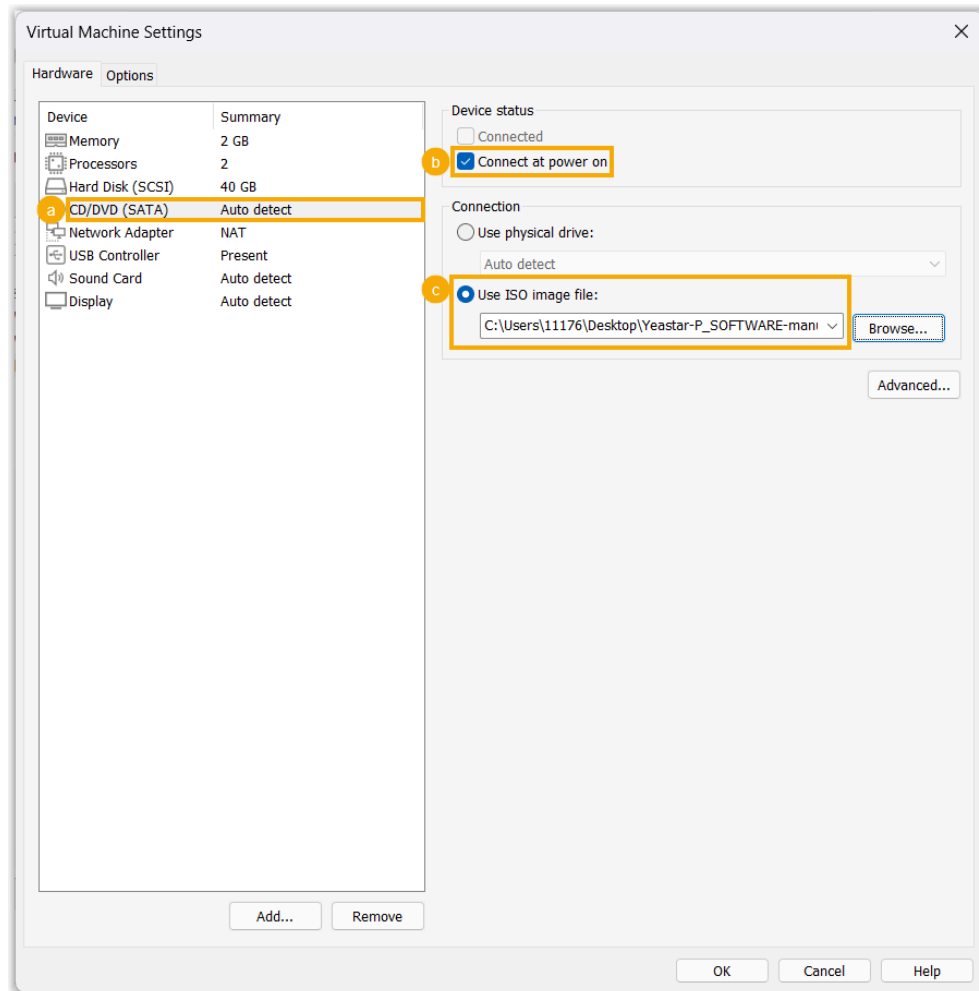 Virtual Machine Settings
Hardware Options
Device Summary
Memory 2 GB
Processors 2
Hard Disk (SCSI) 40 GB
a CD/DVD (SATA) Auto detect
Network Adapter NAT
USB Controller Present
Sound Card Auto detect
Display Auto detect
Add... Remove
Device status
Connected
b Connect at power on
Connection
Use physical drive:
Auto detect
c Use ISO image file:
C:\Users\11176\Desktop\Yeastar-P_SOFTWARE-manu Browse...
Advanced...
OK Cancel Help